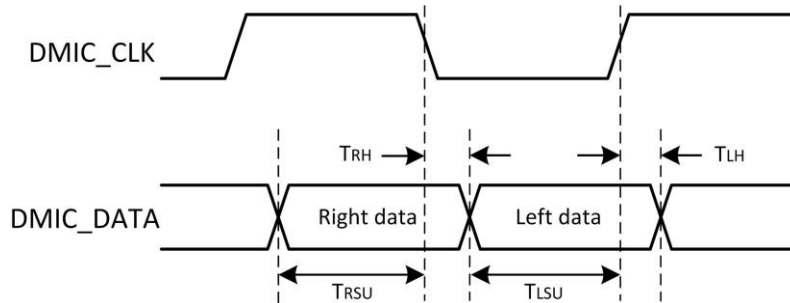 DMIC_CLK
TRH
TLH
DMIC_DATA
Right data
Left data
TRSU
TLSU